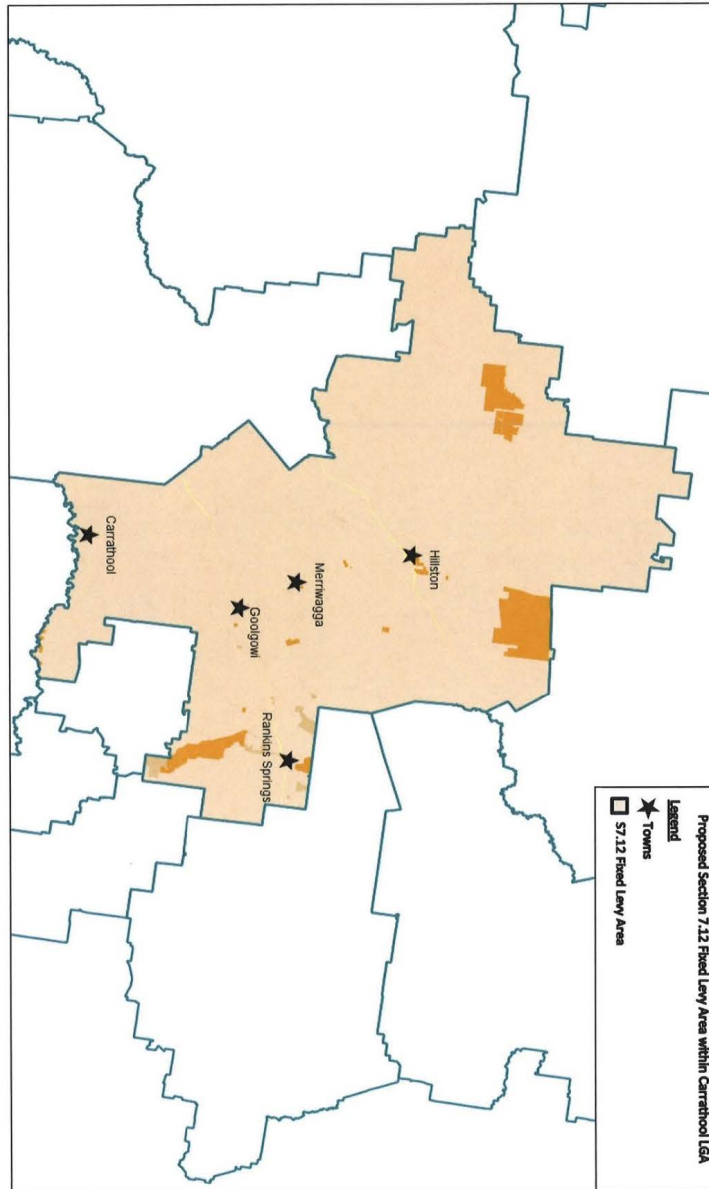 Proposed Section 7.12 Fixed Levy Area within Carrathool LGA
Legend
Towns
S7.12 Fixed Levy Area
Hillston
Merriwagga
Goolgowi
Rankins Springs
Carrathool